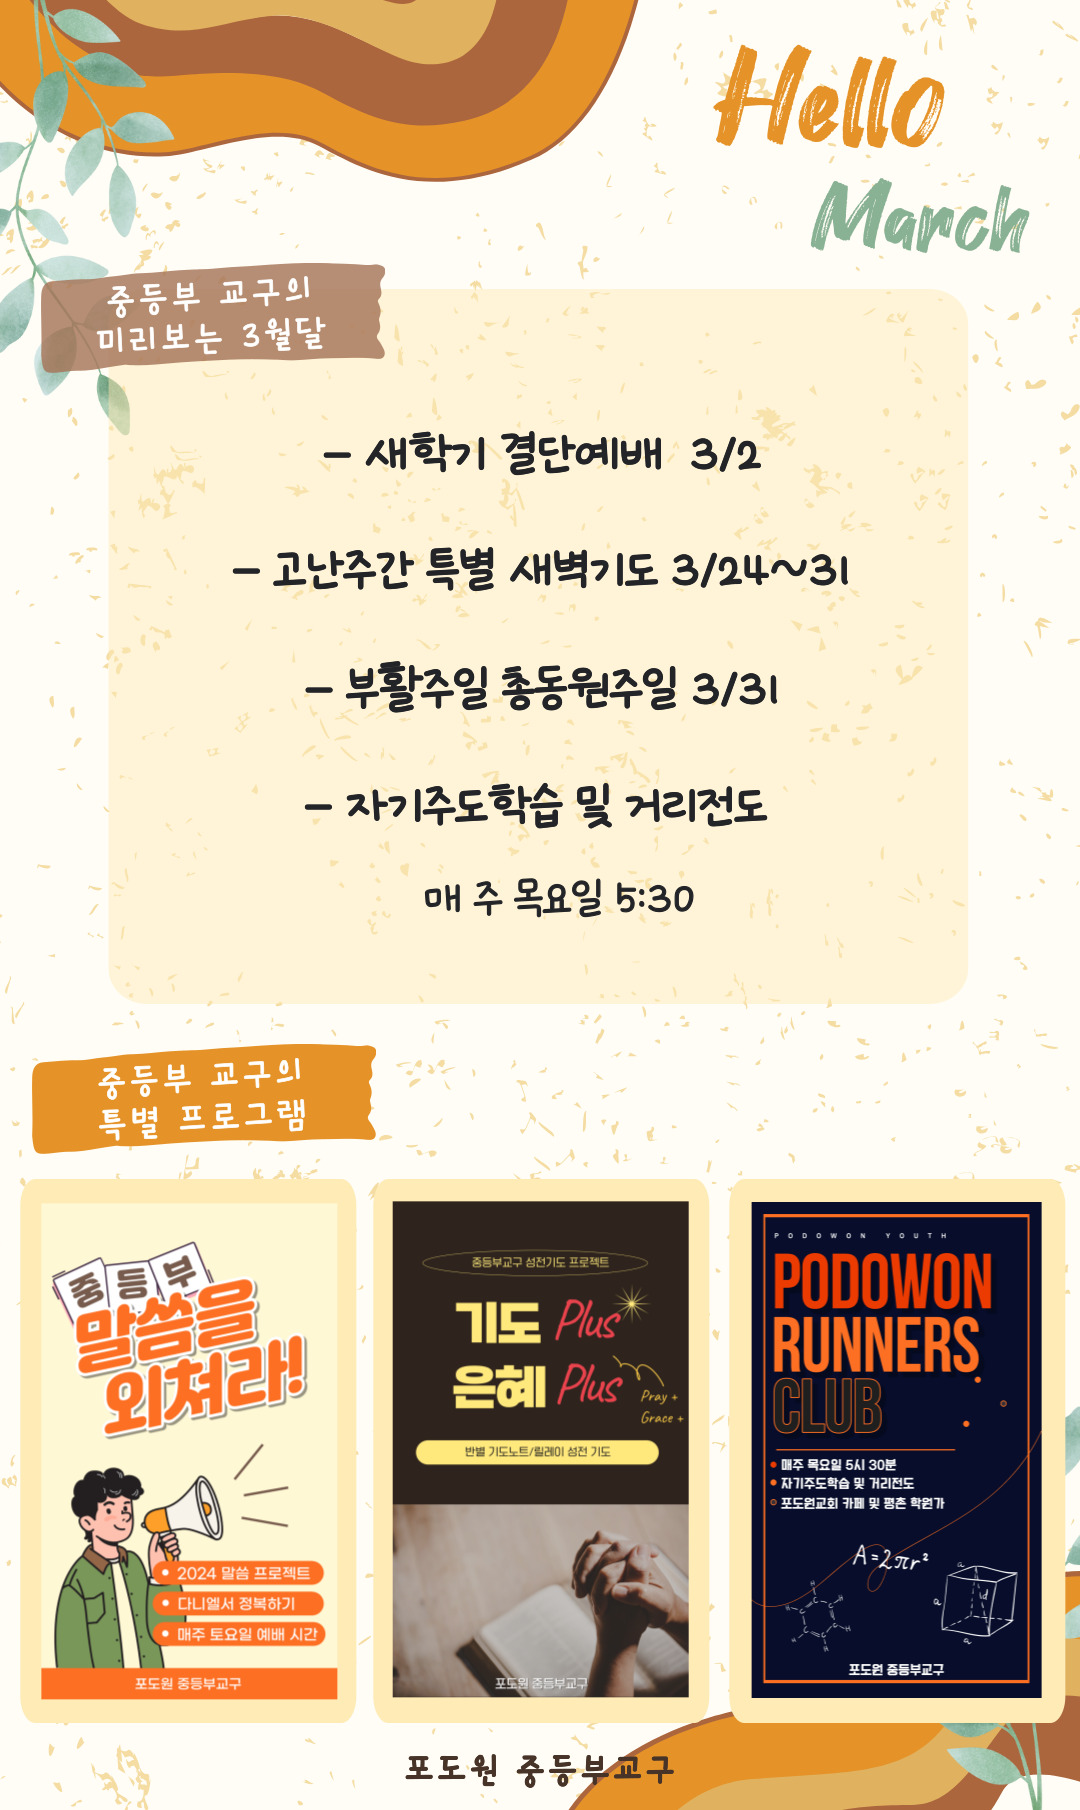 Hello
March
중등부 교구의
미리보는 3월달
- 새학기 결단예배 3/2
- 고난주간 특별 새벽기도 3/24~31
- 부활주일 총동원주일 3/31
- 자기주도학습 및 거리전도
매 주 목요일 5:30
중등부 교구의
특별 프로그램
중등부
말씀을
외쳐라!
• 2024 말씀 프로젝트
• 다니엘서 정복하기
• 매주 토요일 예배 시간
포도원 중등부교구
중등부교구 성전기도 프로젝트
기도 Plus
은혜 Plus
Pray +
Grace +
반별 기도노트/릴레이 성전 기도
포도원 중등부교구
PODOWON YOUTH
PODOWON
RUNNERS
CLUB
매주 목요일 5시 30분
자기주도학습 및 거리전도
포도원교회 카페 및 평촌 학원가
A=2πr²
a
d
a
a
포도원 중등부교구
포도원 중등부교구